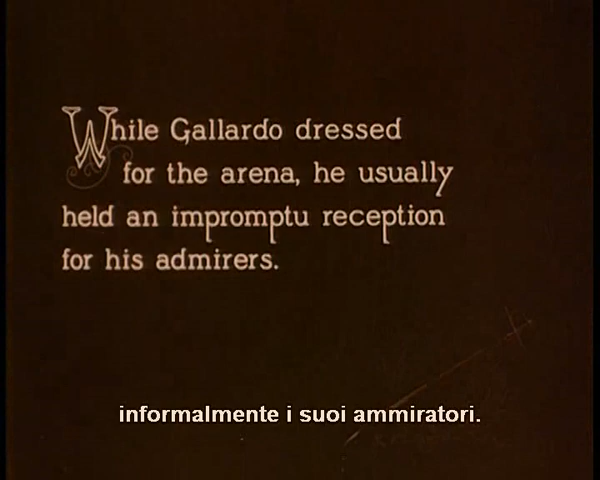 While Gallardo dressed
for the arena, he usually
held an impromptu reception
for his admirers.
informalmente i suoi ammiratori.